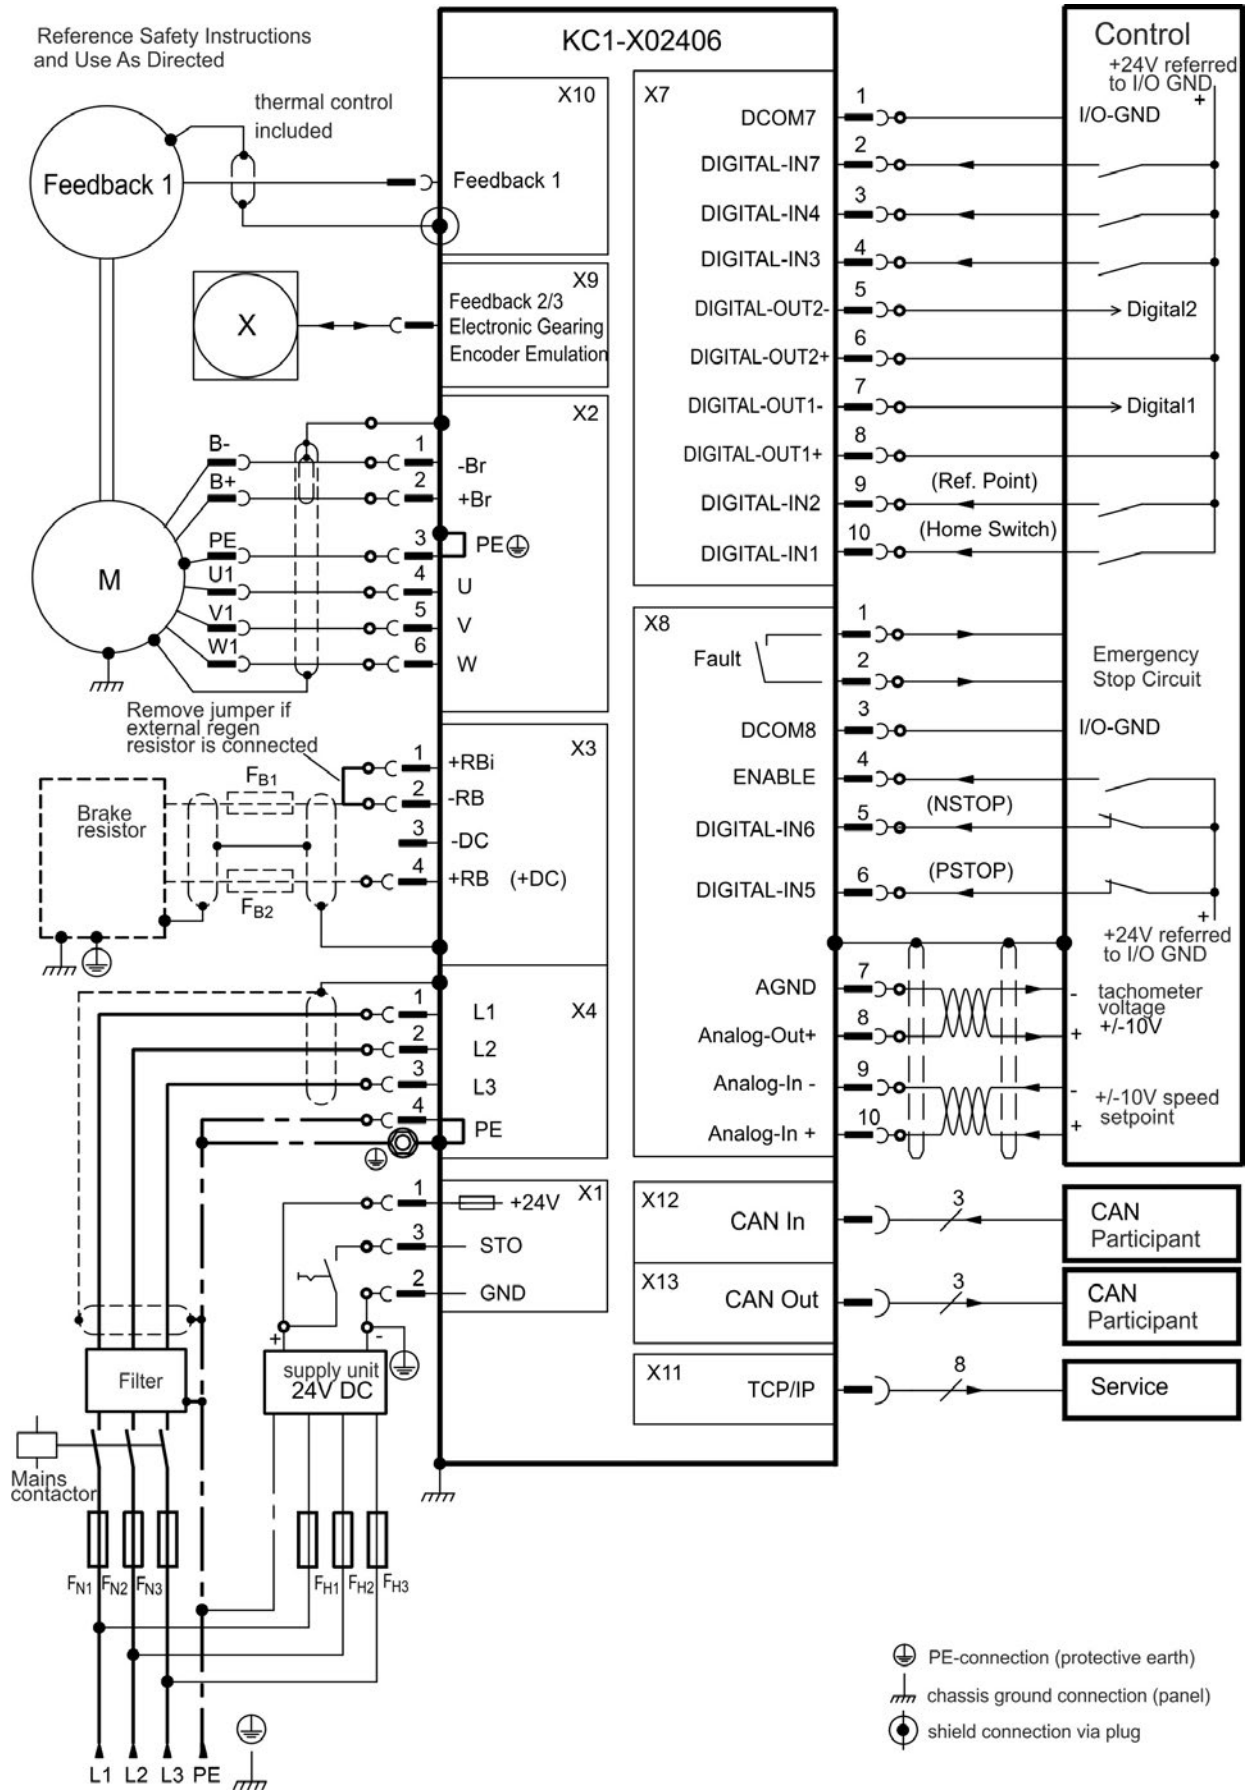 Reference Safety Instructions
and Use As Directed
KC1-X02406
Control
+24V referred
to I/O GND
+
thermal control
included
Feedback 1
X10
Feedback 1
X
X9
Feedback 2/3
Electronic Gearing
Encoder Emulation
X2
B-
1
-Br
B+
2
+Br
PE
3
PE
U1
4
U
V1
5
V
W1
6
W
M
Remove jumper if
external regen
resistor is connected
X3
1
+RBi
2
-RB
3
-DC
4
+RB (+DC)
Brake
resistor
FB1
FB2
X4
1
L1
2
L2
3
L3
4
PE
X1
1
+24V
3
STO
2
GND
+
-
supply unit
24V DC
Filter
Mains
contactor
FN1
FN2
FN3
FH1
FH2
FH3
L1 L2 L3 PE
X7
DCOM7
1
I/O-GND
DIGITAL-IN7
2
DIGITAL-IN4
3
DIGITAL-IN3
4
DIGITAL-OUT2-
5
Digital2
DIGITAL-OUT2+
6
DIGITAL-OUT1-
7
Digital1
DIGITAL-OUT1+
8
DIGITAL-IN2
9
(Ref. Point)
DIGITAL-IN1
10
(Home Switch)
X8
Fault
1
2
Emergency
Stop Circuit
DCOM8
3
I/O-GND
ENABLE
4
DIGITAL-IN6
5
(NSTOP)
DIGITAL-IN5
6
(PSTOP)
+
+24V referred
to I/O GND
AGND
7
-
Analog-Out+
8
+
tachometer
voltage
+/-10V
Analog-In -
9
-
Analog-In +
10
+
+/-10V speed
setpoint
X12
CAN In
3
CAN
Participant
X13
CAN Out
3
CAN
Participant
X11
TCP/IP
8
Service
PE-connection (protective earth)
chassis ground connection (panel)
shield connection via plug